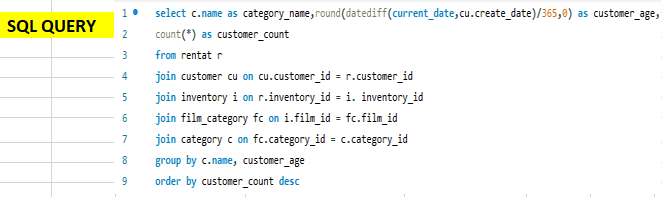 SQL QUERY
1 select c.name as category_name,round(datediff(current_date,cu.create_date)/365,0) as customer_age,
2 count(*) as customer_count
3 from rentat r
4 join customer cu on cu.customer_id = r.customer_id
5 join inventory i on r.inventory_id = i. inventory_id
6 join film_category fc on i.film_id = fc.film_id
7 join category c on fc.category_id = c.category_id
8 group by c.name, customer_age
9 order by customer_count desc